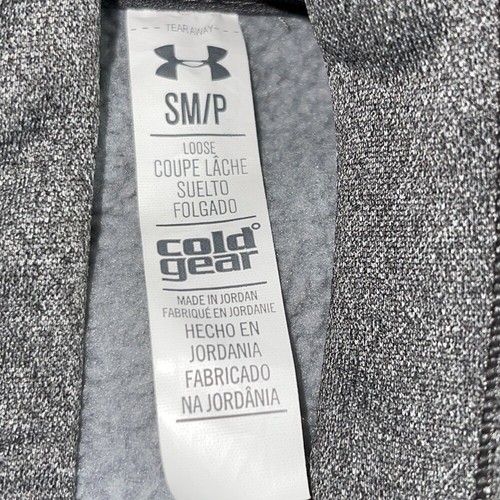 TEAR AWAY
SM/P
LOOSE
COUPE LÂCHE
SUELTO
FOLGADO
cold
gear
MADE IN JORDAN
FABRIQUÉ EN JORDANIE
HECHO EN
JORDANIA
FABRICADO
NA JORDÂNIA